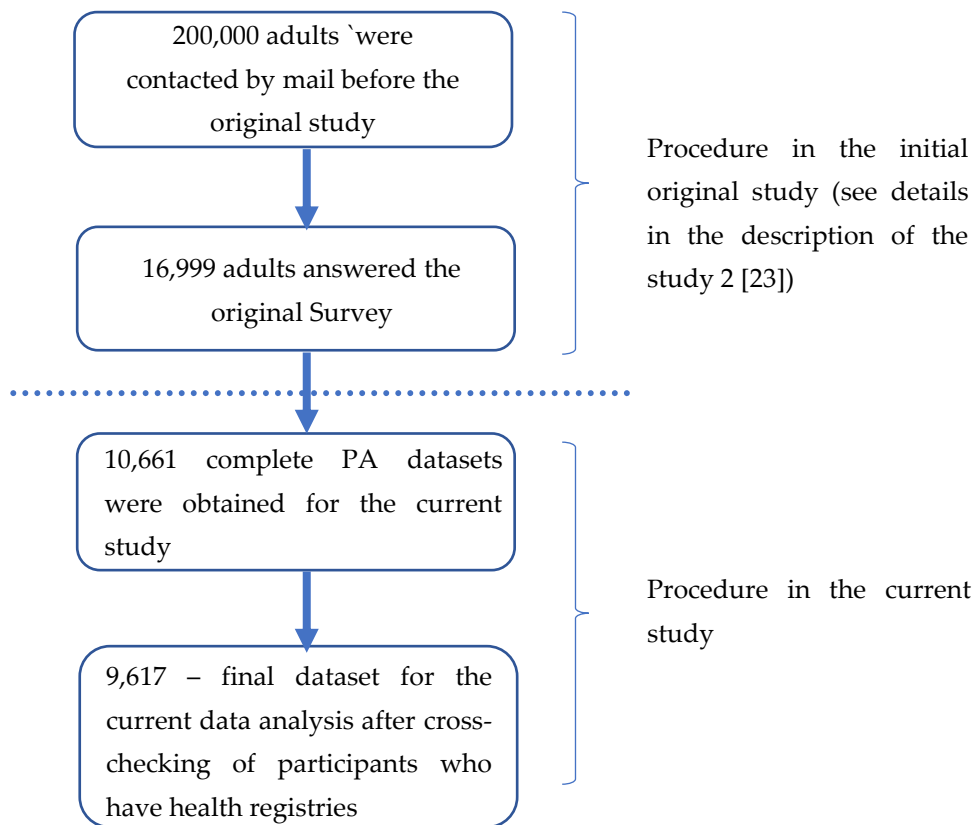 200,000 adults `were
contacted by mail before the
original study
Procedure in the initial
original study (see details
in the description of the
study 2 [23])
16,999 adults answered the
original Survey
10,661 complete PA datasets
were obtained for the current
study
Procedure in the current
study
9,617 – final dataset for the
current data analysis after cross-
checking of participants who
have health registries